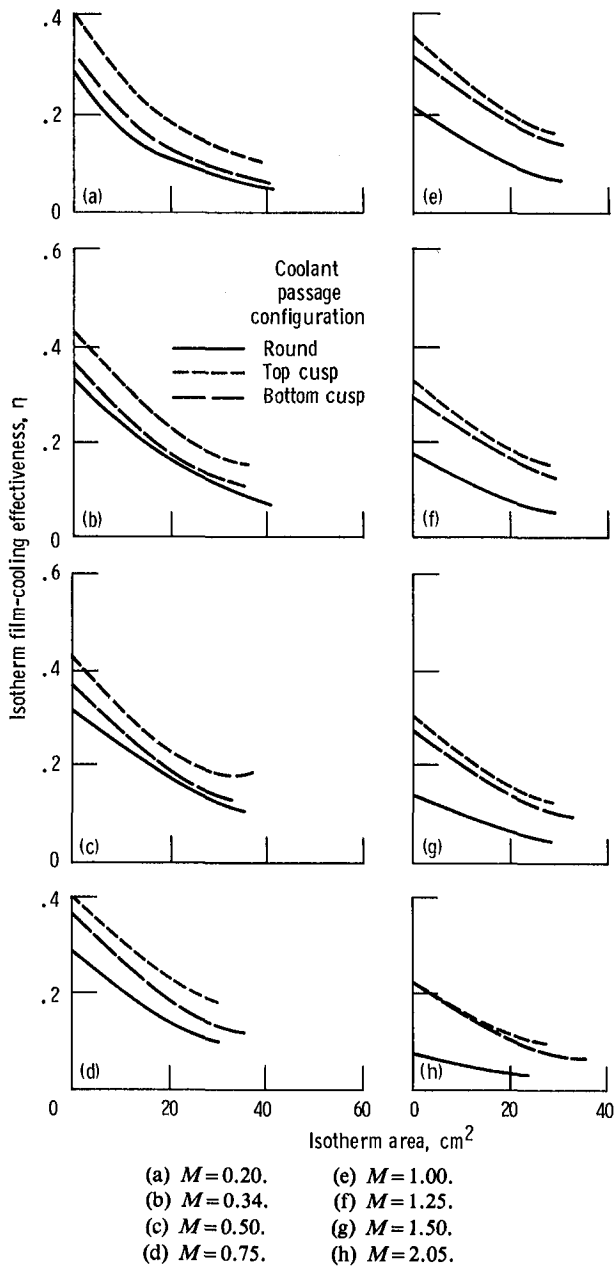 Isotherm film-cooling effectiveness, η
.4
.2
0
(a)
(e)
.6
.4
.2
0
Coolant
passage
configuration
Round
Top cusp
Bottom cusp
(b)
60
(f)
.6
.4
.2
0
(c)
(g)
.4
.2
(d)
(h)
0 20 40
0 20 40
Isotherm area, cm²
(a) M=0.20. (e) M=1.00.
(b) M=0.34. (f) M=1.25.
(c) M=0.50. (g) M=1.50.
(d) M=0.75. (h) M=2.05.